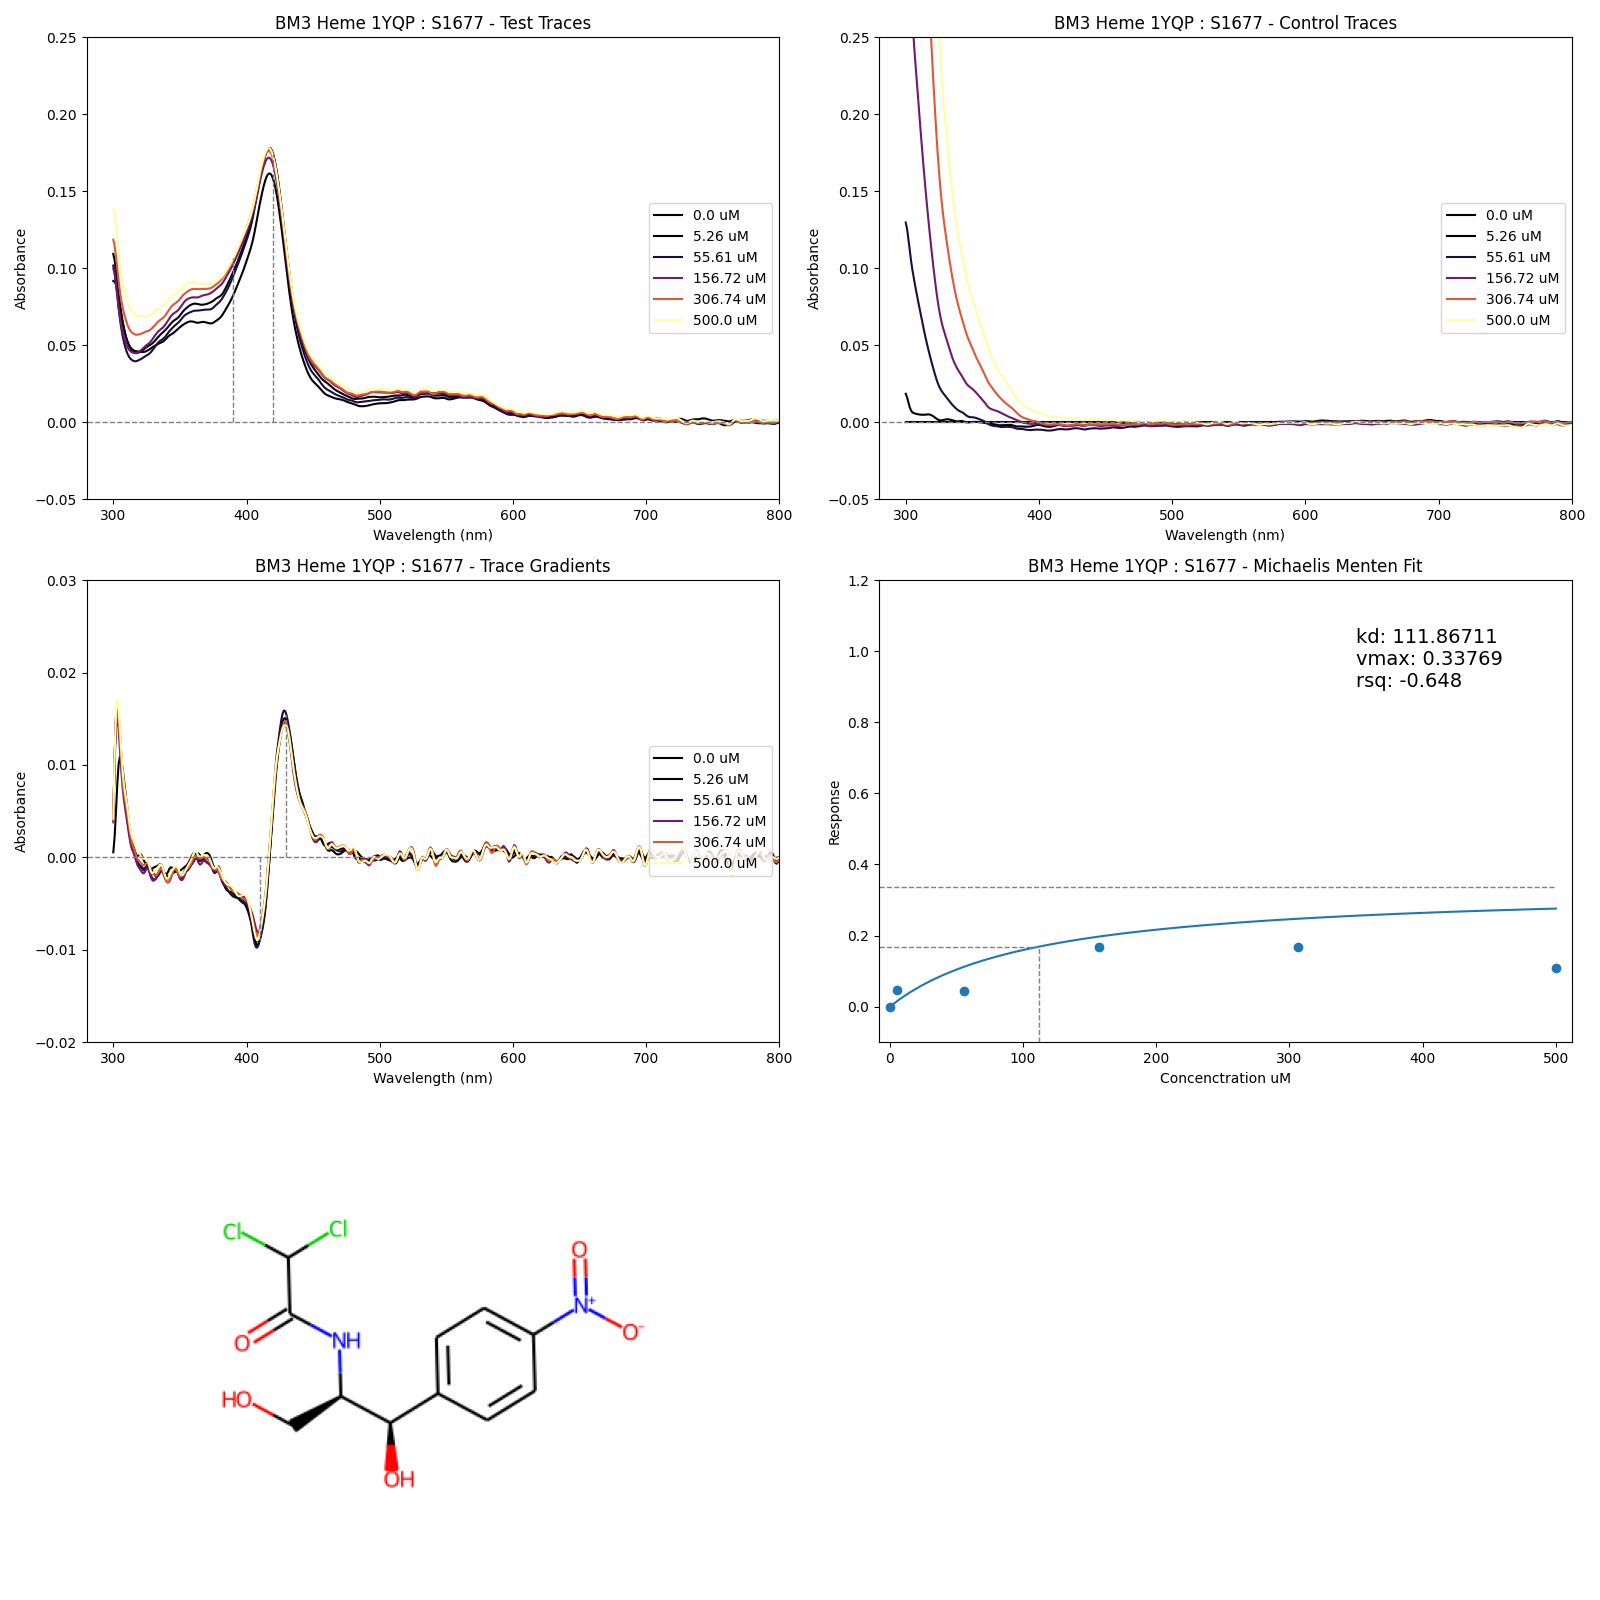 BM3 Heme 1YQP : S1677 - Test Traces
0.25
0.20
0.15
0.10
0.05
0.00
−0.05
Absorbance
300
400
500
600
700
800
Wavelength (nm)
0.0 uM
5.26 uM
55.61 uM
156.72 uM
306.74 uM
500.0 uM
BM3 Heme 1YQP : S1677 - Control Traces
0.25
0.20
0.15
0.10
0.05
0.00
−0.05
Absorbance
300
400
500
600
700
800
Wavelength (nm)
0.0 uM
5.26 uM
55.61 uM
156.72 uM
306.74 uM
500.0 uM
BM3 Heme 1YQP : S1677 - Trace Gradients
0.03
0.02
0.01
0.00
−0.01
−0.02
Absorbance
300
400
500
600
700
800
Wavelength (nm)
0.0 uM
5.26 uM
55.61 uM
156.72 uM
306.74 uM
500.0 uM
BM3 Heme 1YQP : S1677 - Michaelis Menten Fit
1.2
1.0
0.8
0.6
0.4
0.2
0.0
Response
0
100
200
300
400
500
Concenctration uM
kd: 111.86711
vmax: 0.33769
rsq: -0.648
Cl
Cl
O
NH
HO
OH
O
N+
O-